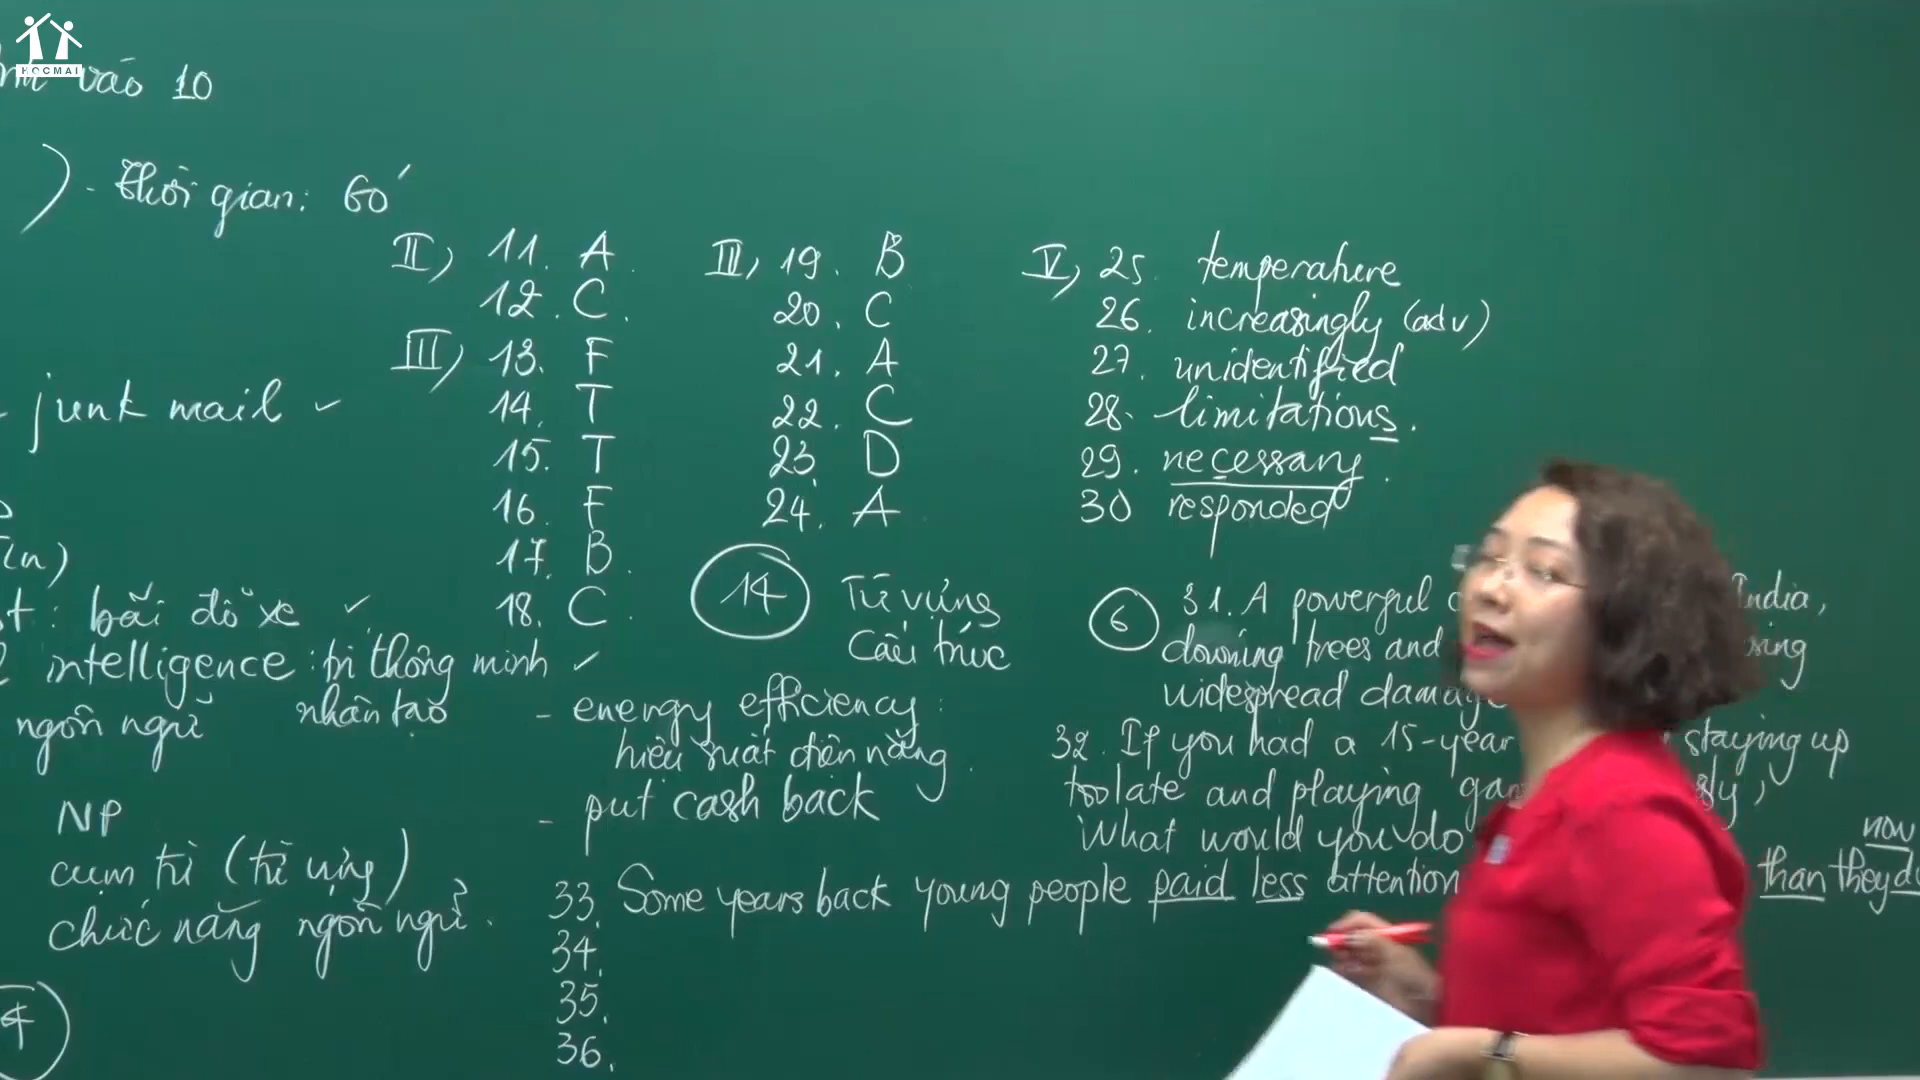 HOCMAI
vào 10
) - Thời gian: 60'
II) 11. A.
12. C.
III) 13. F
14. T
15. T
16. F
17. B.
18. C.
III) 19. B
20. C
21. A
22. C
23. D
24. A
V) 25. temperature
26. increasingly (adv)
27. unidentified
28. limitations.
29. necessary.
30 responded
- junk mail
: bãi đỗ xe
intelligence: trí thông minh
nhân tạo
ngôn ngữ
NP
cụm từ (từ vựng)
chức năng ngôn ngữ.
4
14 Từ vựng
Cấu trúc
- energy efficiency:
hiệu suất điện năng.
- put cash back
6 31. A powerful India,
downing trees and
widespread damage
32. If you had a 15-year staying up
too late and playing
What would you do
now
33. Some years back young people paid less attention than they do
34.
35.
36.